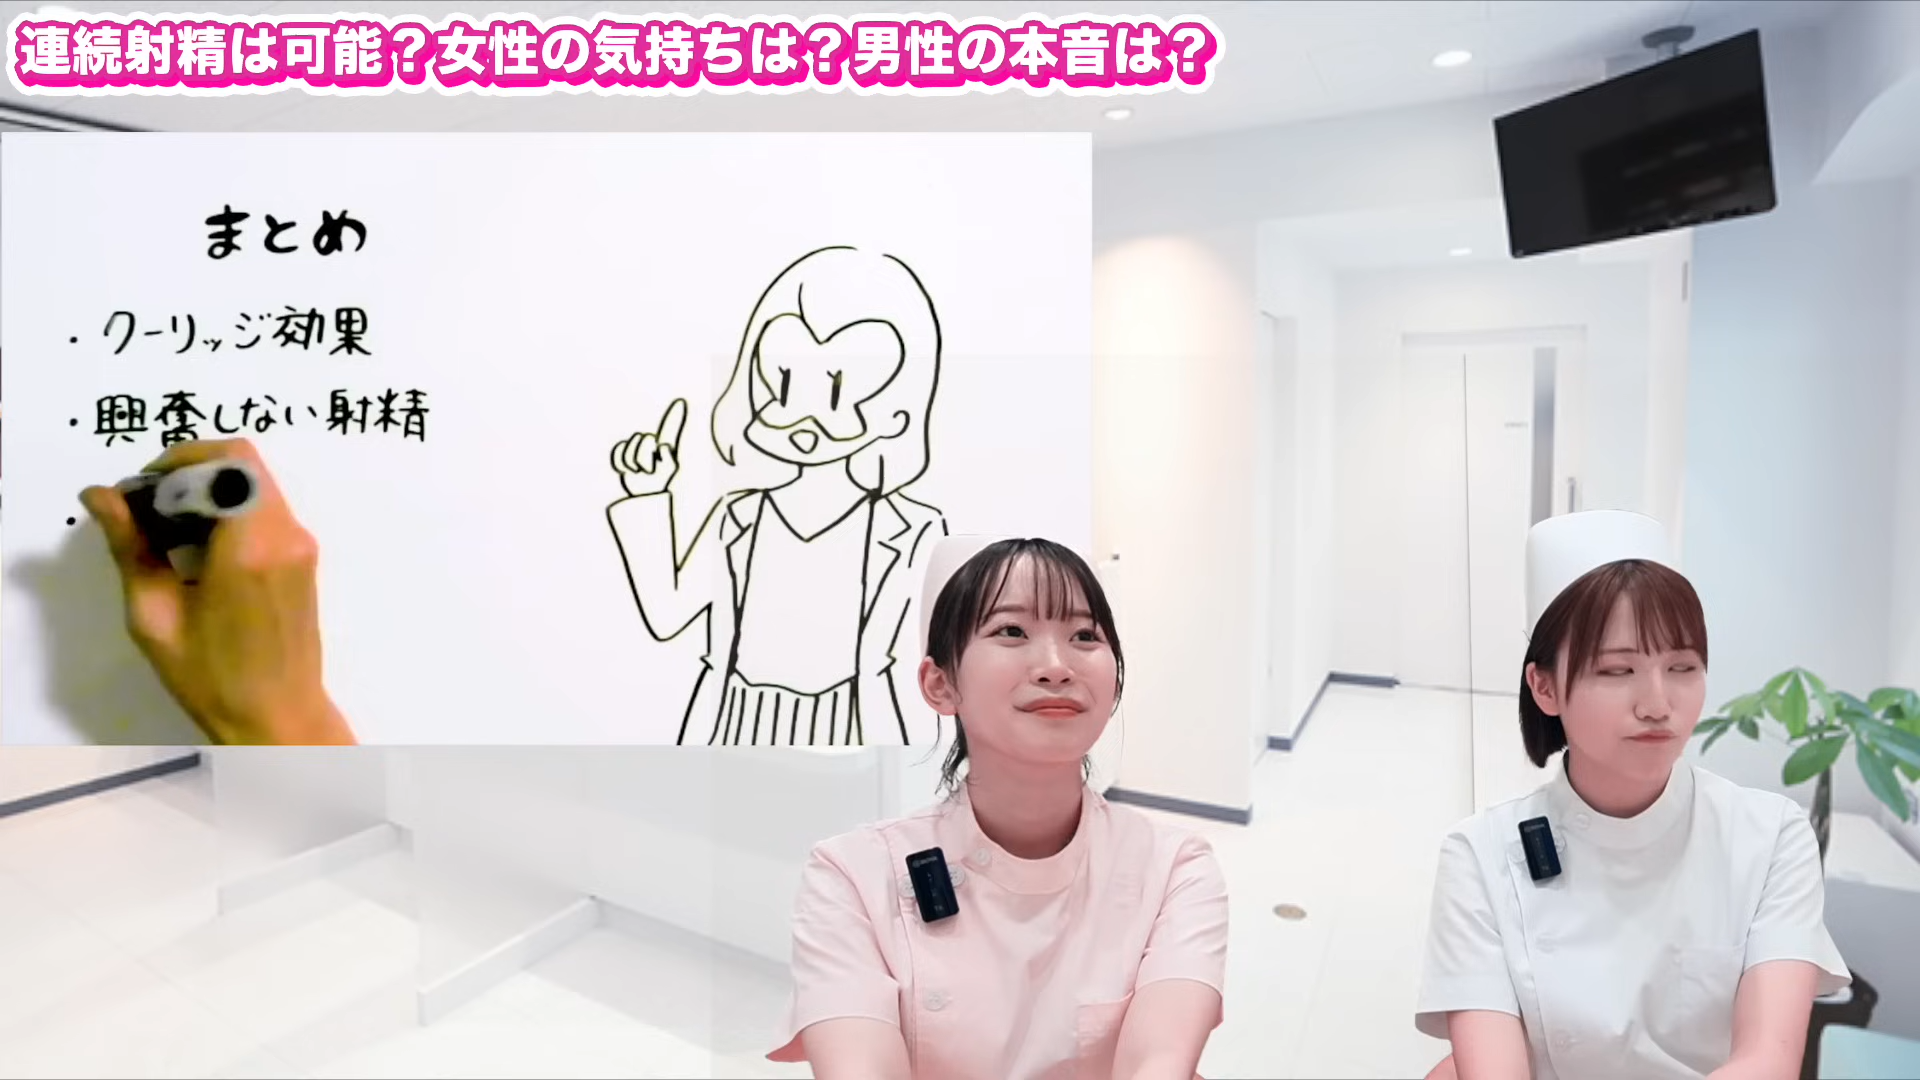 連続射精は可能？女性の気持ちは？男性の本音は？
まとめ
・クーリッジ効果
・興奮しない射精
・